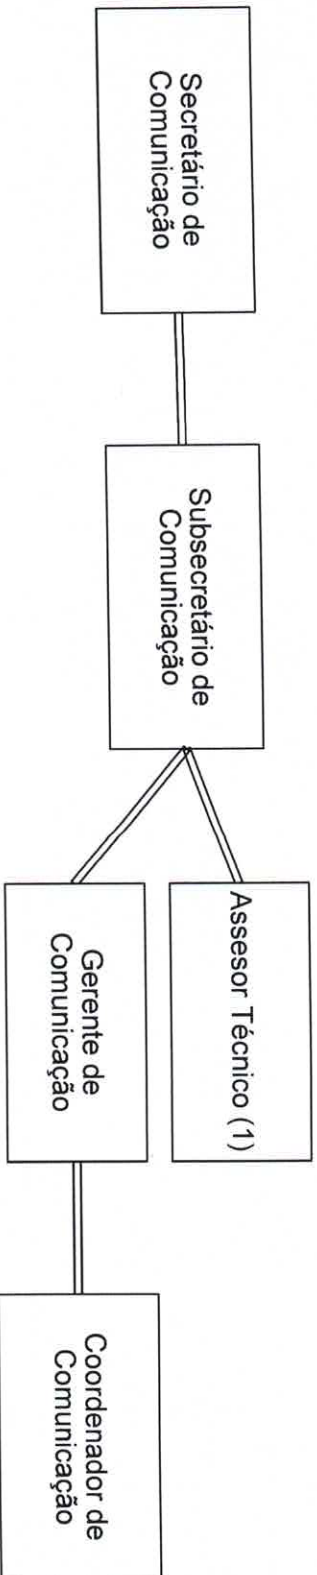 Secretário de
Comunicação
Subsecretário de
Comunicação
Assessor Técnico (1)
Gerente de
Comunicação
Coordenador de
Comunicação